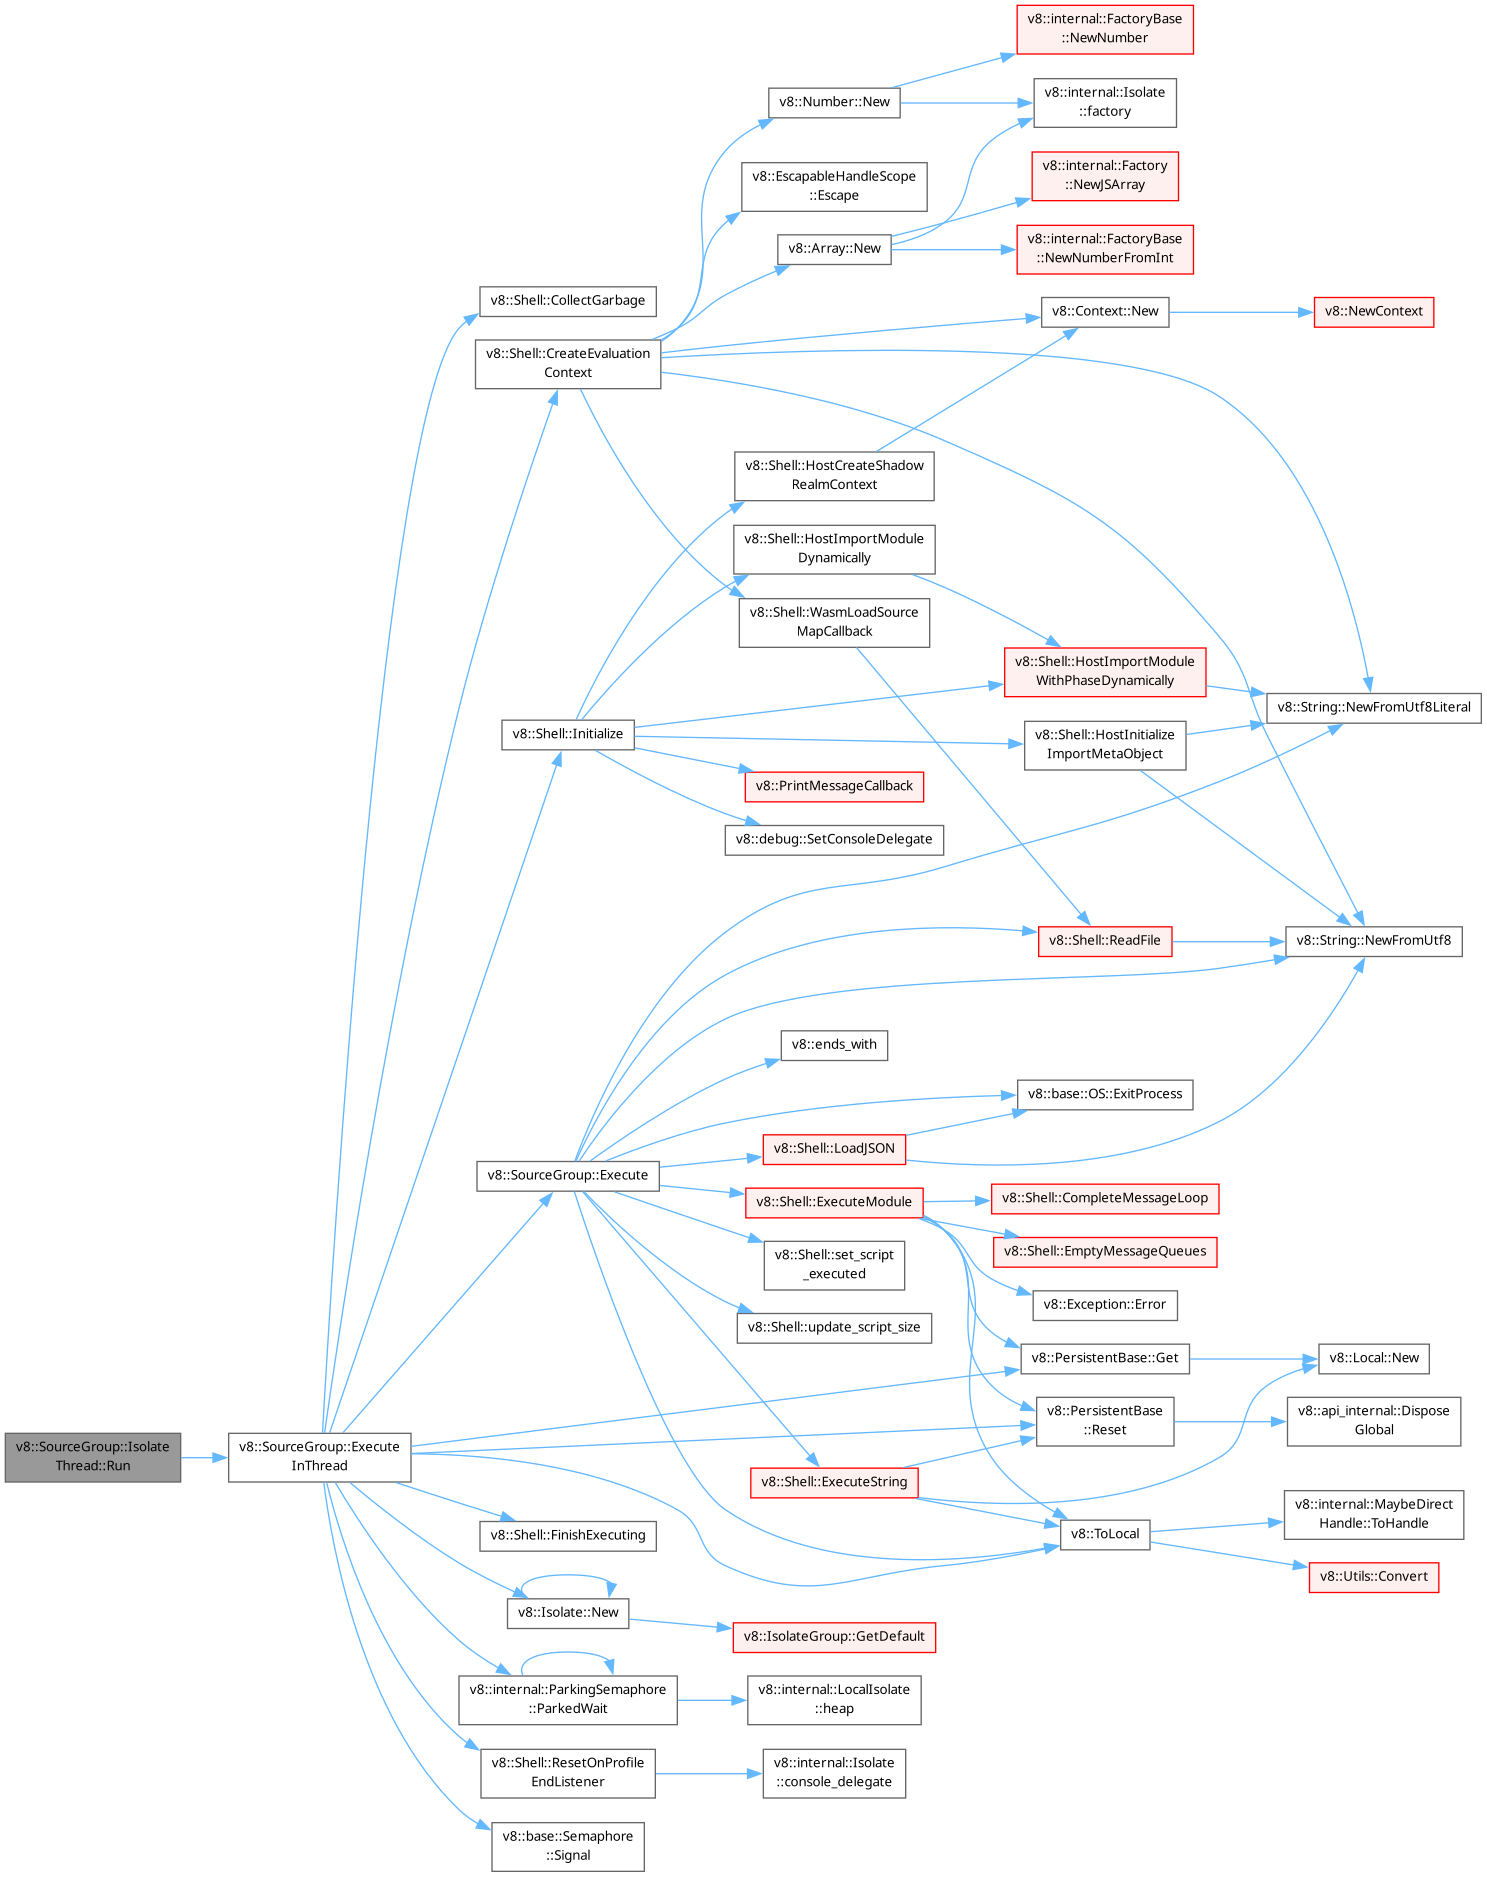 v8::SourceGroup::Isolate
Thread::Run
v8::SourceGroup::Execute
InThread
v8::Shell::CollectGarbage
v8::Shell::CreateEvaluation
Context
v8::Shell::Initialize
v8::SourceGroup::Execute
v8::Shell::FinishExecuting
v8::Isolate::New
v8::internal::ParkingSemaphore
::ParkedWait
v8::Shell::ResetOnProfile
EndListener
v8::base::Semaphore
::Signal
v8::Number::New
v8::EscapableHandleScope
::Escape
v8::Array::New
v8::Shell::HostCreateShadow
RealmContext
v8::Shell::HostImportModule
Dynamically
v8::Shell::WasmLoadSource
MapCallback
v8::PrintMessageCallback
v8::debug::SetConsoleDelegate
v8::ends_with
v8::Shell::LoadJSON
v8::Shell::ExecuteModule
v8::Shell::set_script
_executed
v8::Shell::update_script_size
v8::Shell::ExecuteString
v8::IsolateGroup::GetDefault
v8::internal::LocalIsolate
::heap
v8::internal::Isolate
::console_delegate
v8::internal::FactoryBase
::NewNumber
v8::internal::Isolate
::factory
v8::internal::Factory
::NewJSArray
v8::internal::FactoryBase
::NewNumberFromInt
v8::Context::New
v8::Shell::HostImportModule
WithPhaseDynamically
v8::Shell::HostInitialize
ImportMetaObject
v8::Shell::ReadFile
v8::base::OS::ExitProcess
v8::Shell::CompleteMessageLoop
v8::Shell::EmptyMessageQueues
v8::Exception::Error
v8::PersistentBase::Get
v8::PersistentBase
::Reset
v8::ToLocal
v8::NewContext
v8::String::NewFromUtf8Literal
v8::String::NewFromUtf8
v8::Local::New
v8::api_internal::Dispose
Global
v8::internal::MaybeDirect
Handle::ToHandle
v8::Utils::Convert